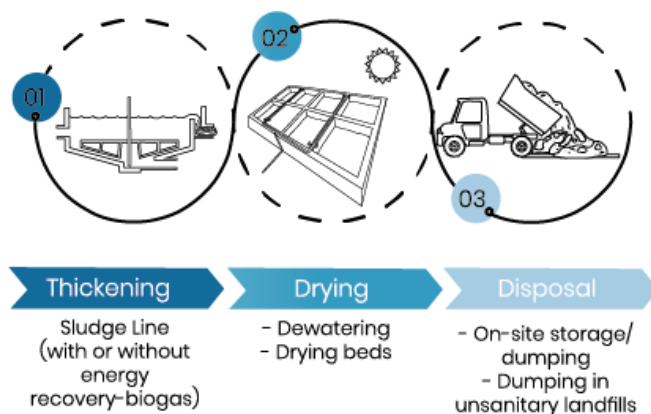 01
02
03
Thickening
Sludge Line
(with or without
energy
recovery-biogas)
Drying
- Dewatering
- Drying beds
Disposal
- On-site storage/
dumping
- Dumping in
unsanitary landfills